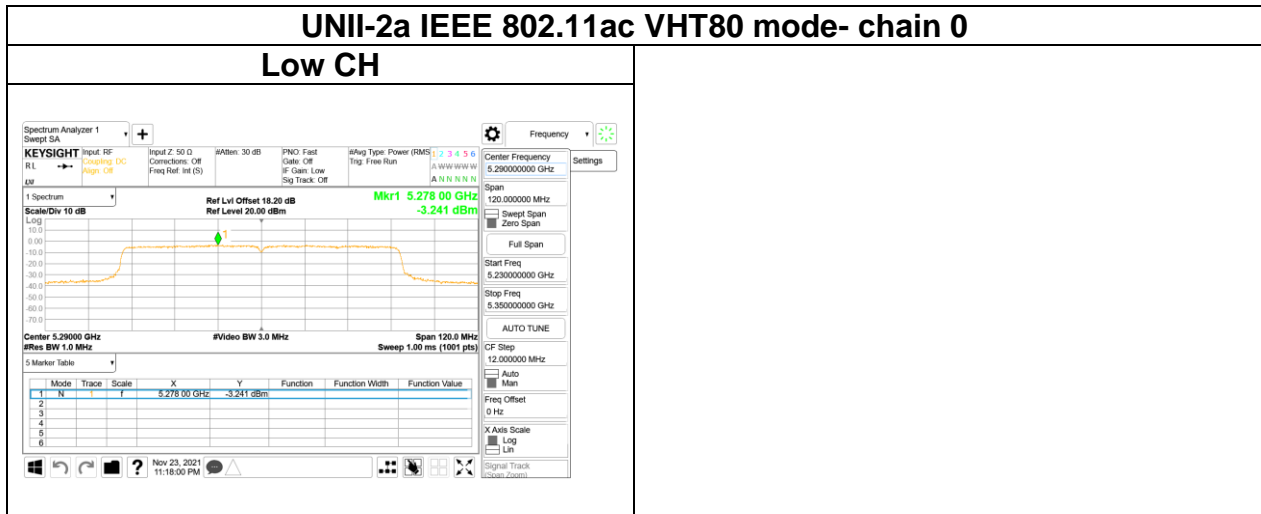 UNII-2a IEEE 802.11ac VHT80 mode- chain 0
Low CH
Spectrum Analyzer 1
Swept SA
Frequency
Settings
KEYSIGHT
RL
Input: RF
Coupling: DC
Align: Off
Input Z: 50 Ω
Corrections: Off
Freq Ref: Int (S)
#Atten: 30 dB
PNO: Fast
Gate: Off
IF Gain: Low
Sig Track: Off
#Avg Type: Power (RMS
Trig: Free Run
1 2 3 4 5 6
A W W W W W
A N N N N N
1 Spectrum
Scale/Div 10 dB
Ref Lvl Offset 18.20 dB
Ref Level 20.00 dBm
Mkr1 5.278 00 GHz
-3.241 dBm
Log
10.0
0.00
-10.0
-20.0
-30.0
-40.0
-50.0
-60.0
-70.0
1
Center 5.29000 GHz
#Res BW 1.0 MHz
#Video BW 3.0 MHz
Span 120.0 MHz
Sweep 1.00 ms (1001 pts)
5 Marker Table
Mode Trace Scale X Y Function Function Width Function Value
1 N 1 f 5.278 00 GHz -3.241 dBm
2
3
4
5
6
Nov 23, 2021
11:18:00 PM
Center Frequency
5.290000000 GHz
Span
120.000000 MHz
Swept Span
Zero Span
Full Span
Start Freq
5.230000000 GHz
Stop Freq
5.350000000 GHz
AUTO TUNE
CF Step
12.000000 MHz
Auto
Man
Freq Offset
0 Hz
X Axis Scale
Log
Lin
Signal Track
(Span Zoom)